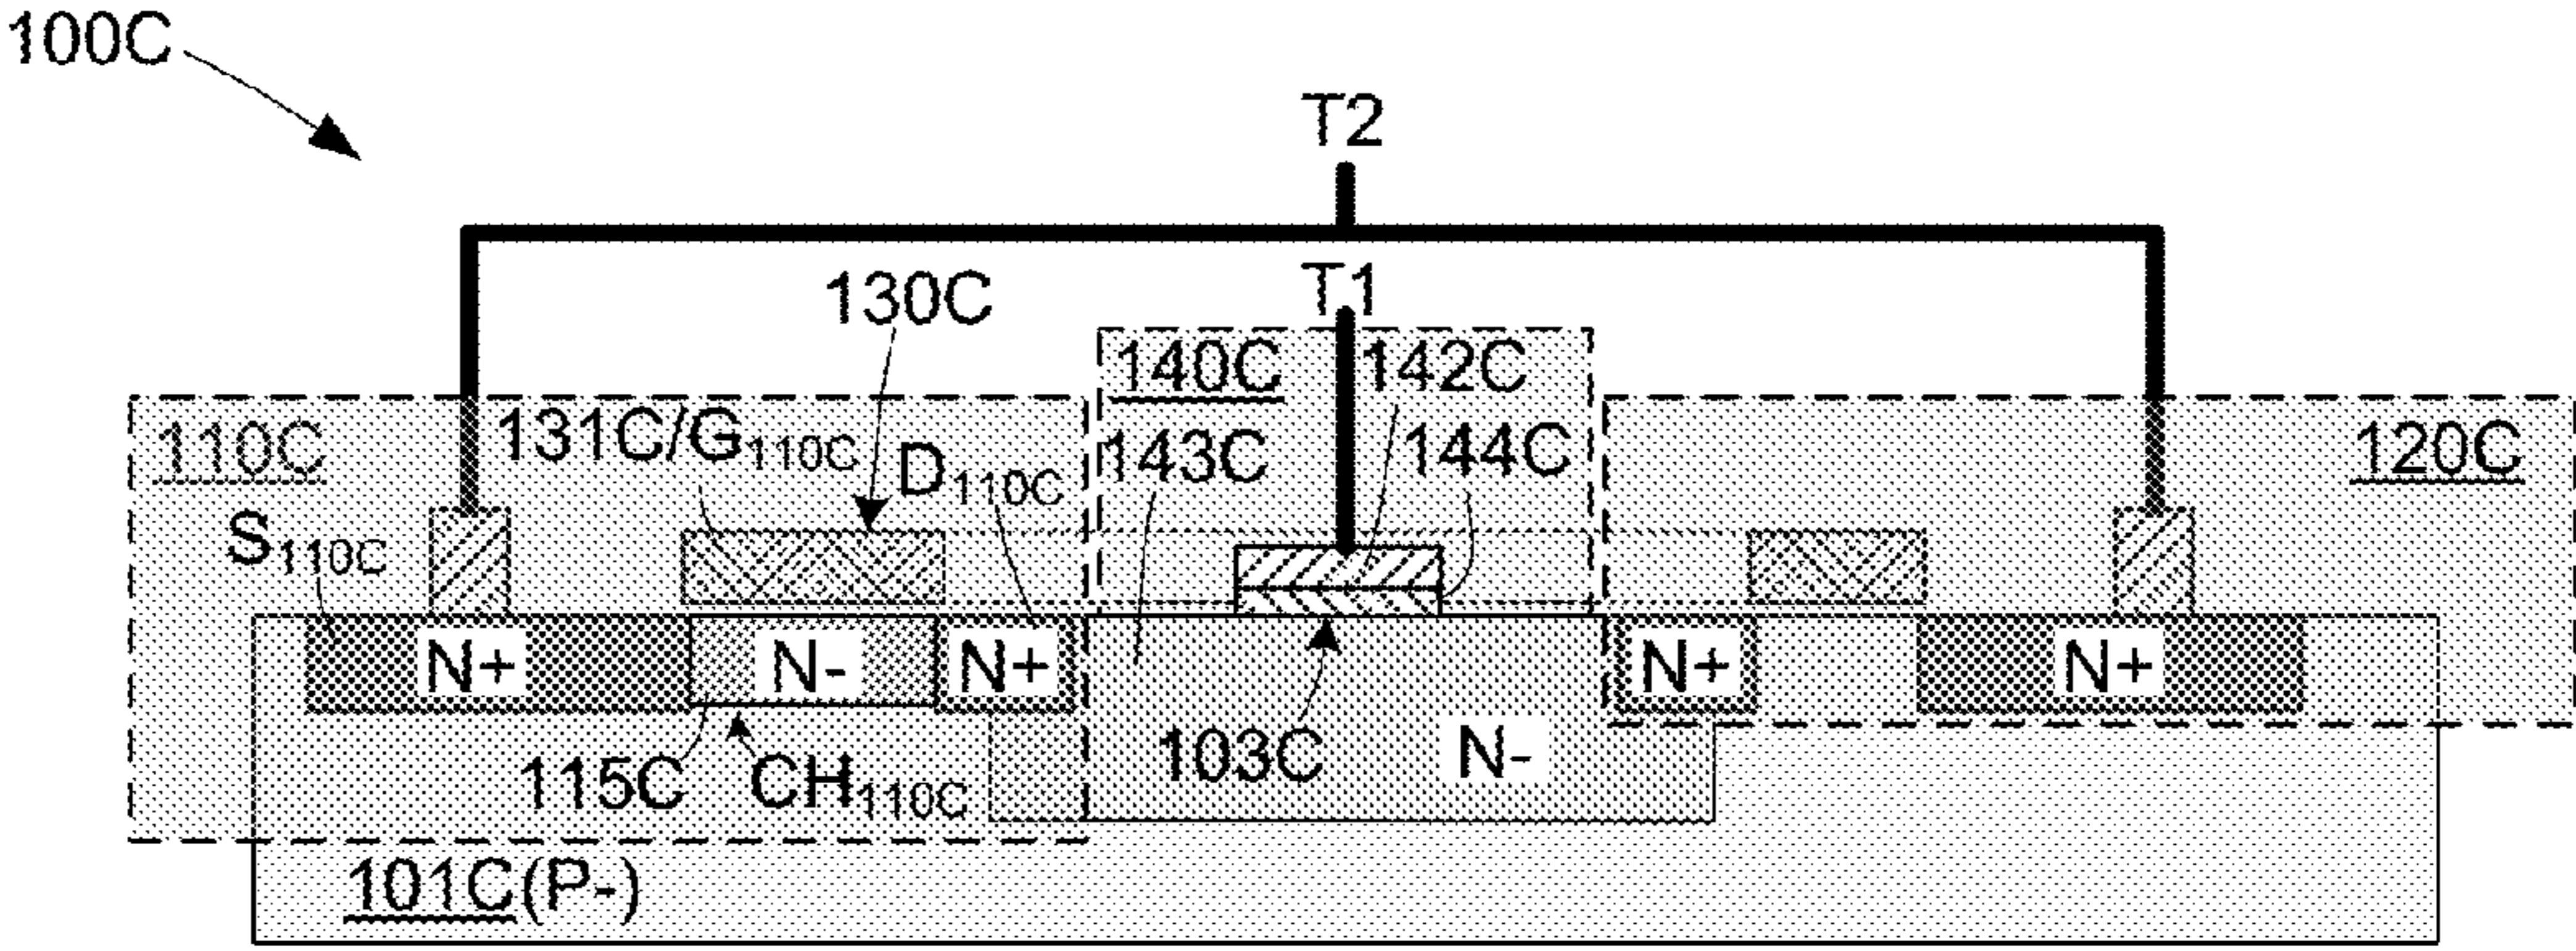 100C
T2
T1
130C
140C
142C
110C
131C/G110C
D110C
143C
144C
120C
S110C
N+
N-
N+
N+
N+
103C
N-
115C
CH110C
101C(P-)